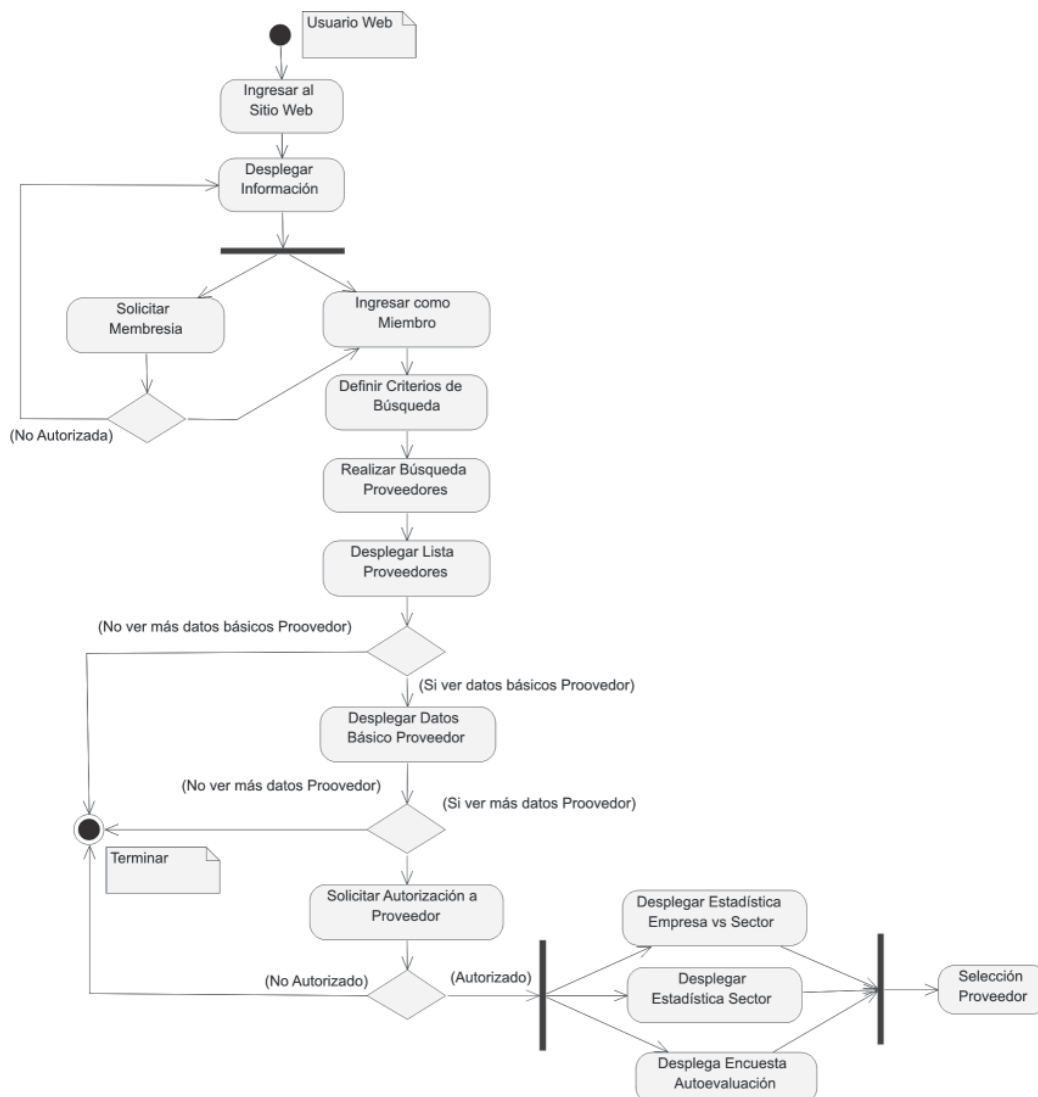 Usuario Web
Ingresar al
Sitio Web
Desplegar
Información
Solicitar
Membresia
Ingresar como
Miembro
(No Autorizada)
Definir Criterios de
Búsqueda
Realizar Búsqueda
Proveedores
Desplegar Lista
Proveedores
(No ver más datos básicos Proovedor)
(Si ver datos básicos Proovedor)
Desplegar Datos
Básico Proveedor
(No ver más datos Proovedor)
(Si ver más datos Proovedor)
Terminar
Solicitar Autorización a
Proveedor
(No Autorizado)
(Autorizado)
Desplegar Estadística
Empresa vs Sector
Desplegar
Estadística Sector
Desplega Encuesta
Autoevaluación
Selección
Proveedor